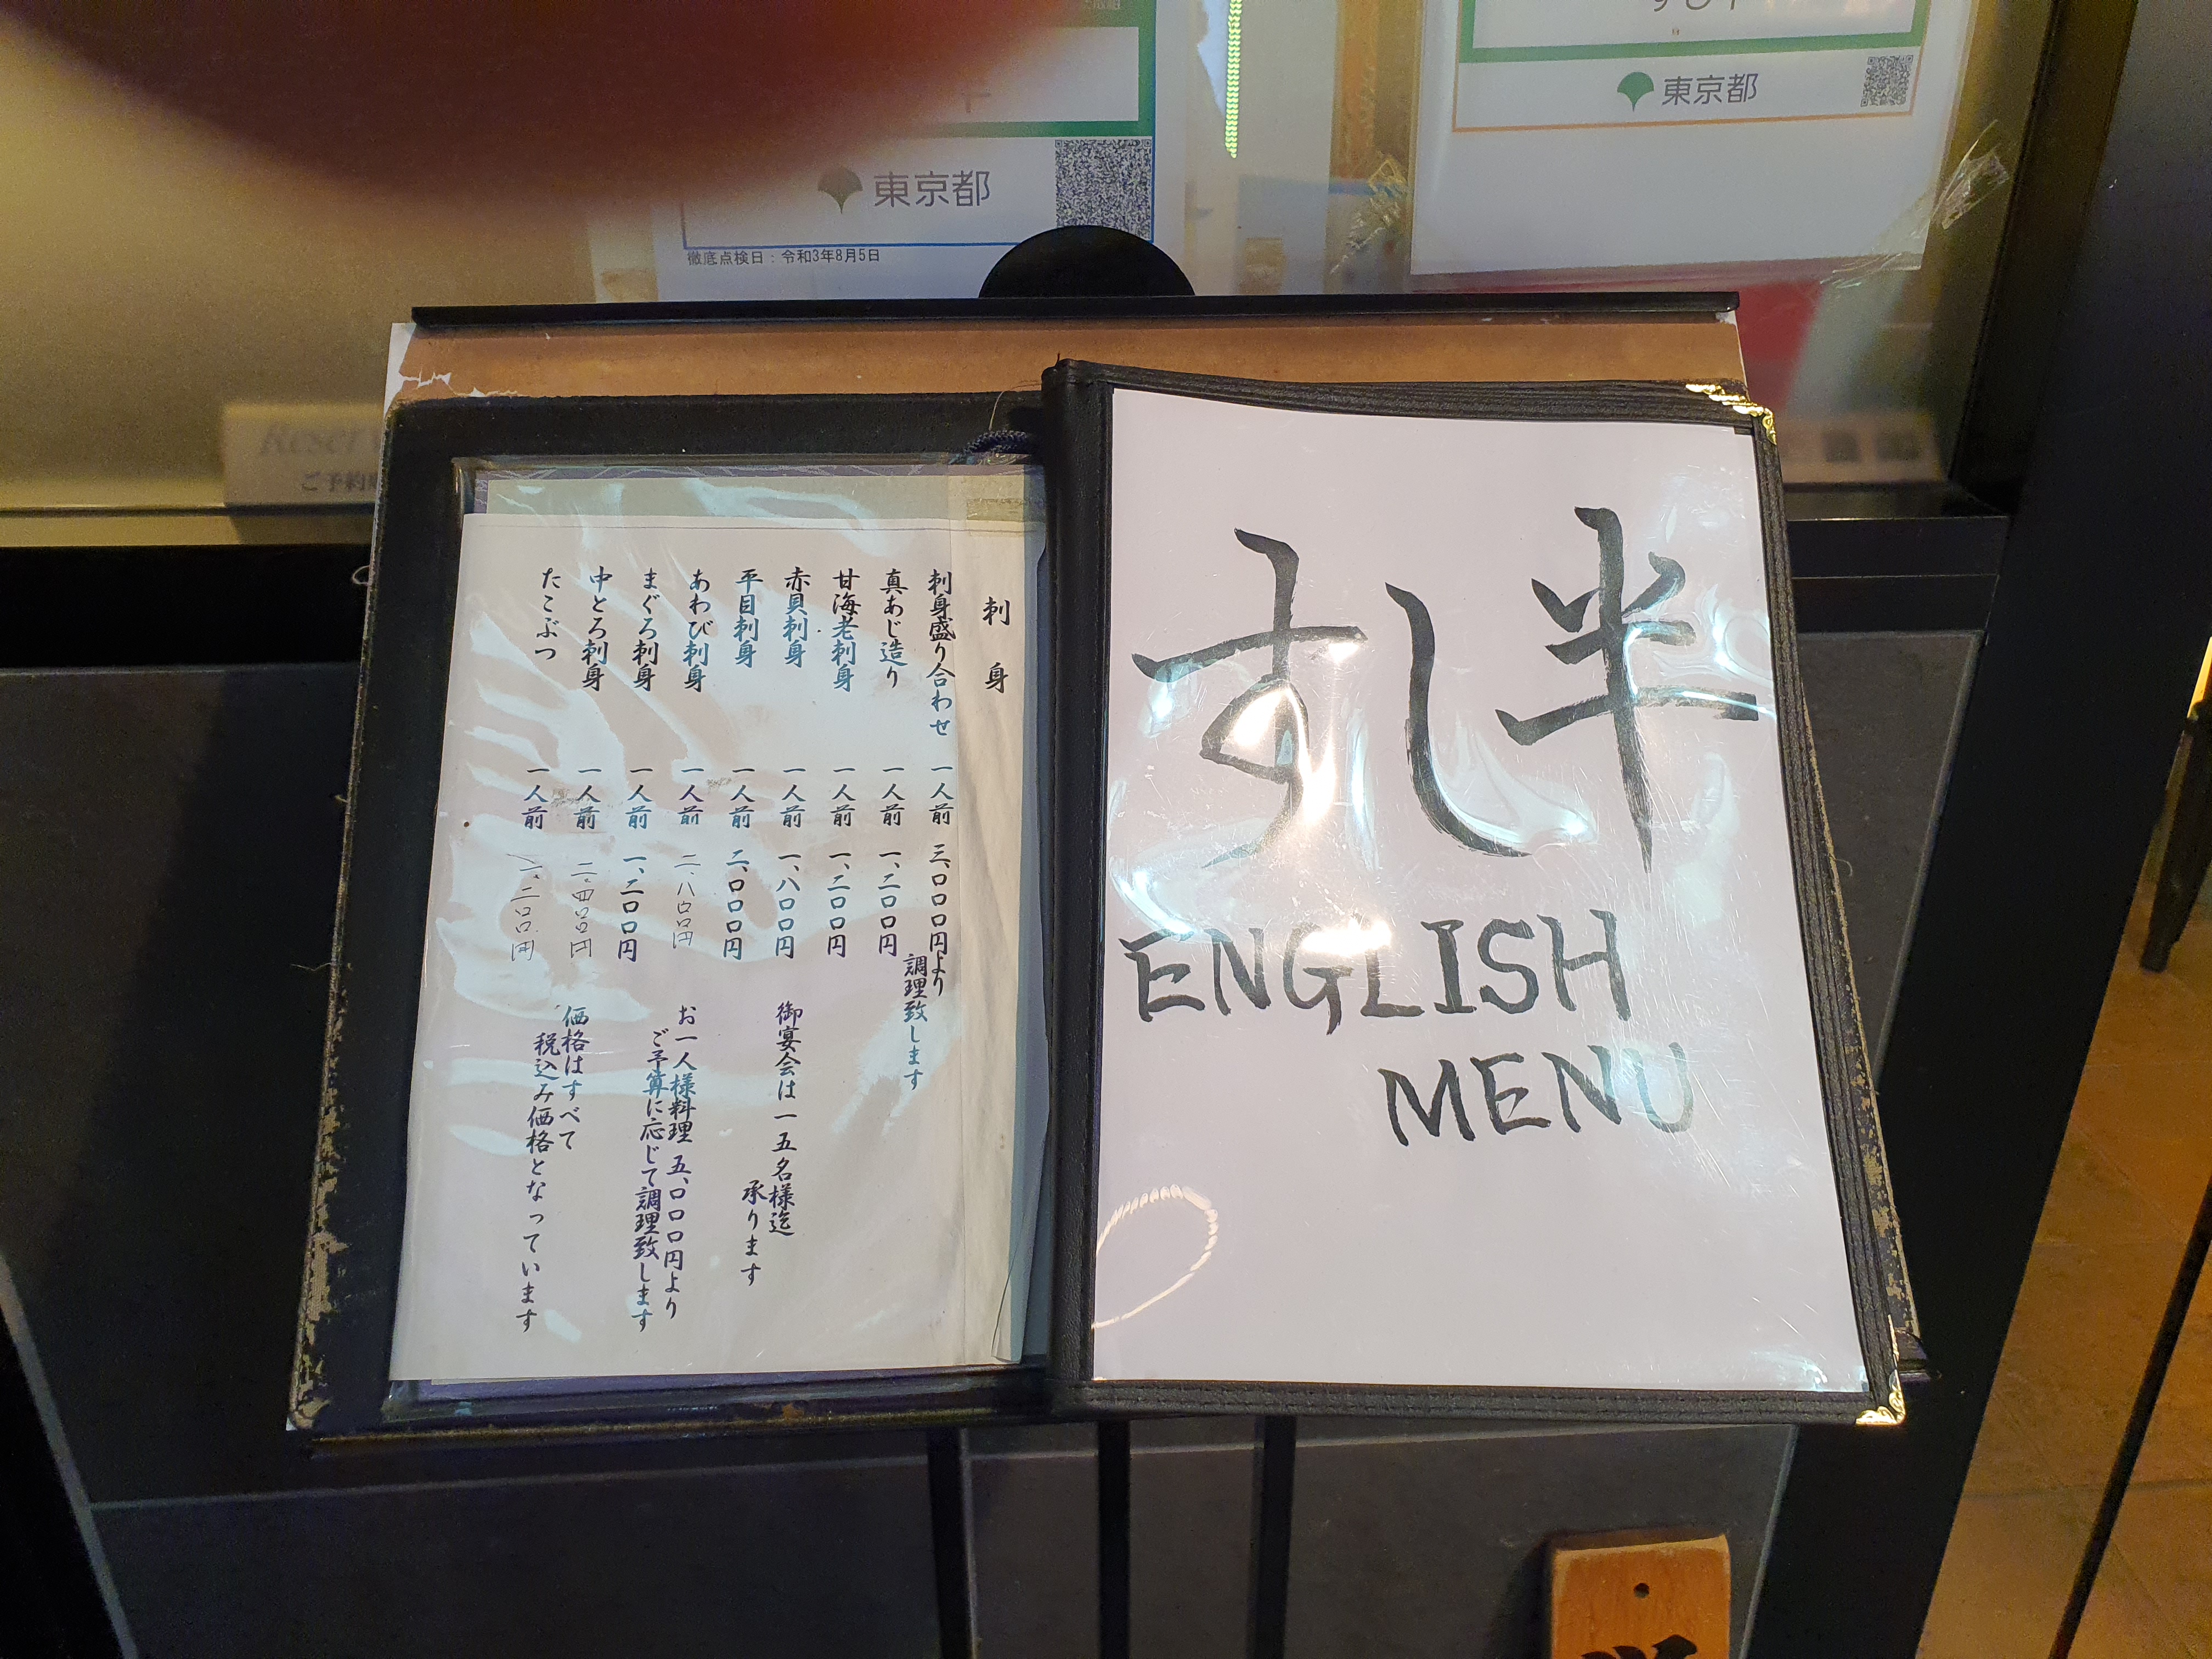 東京都
徹底点検日：令和3年8月5日
東京都
ご予約
刺身
刺身盛り合わせ 一人前 三、〇〇〇円より
調理致します
真あじ造り 一人前 一、二〇〇円
甘海老刺身 一人前 一、二〇〇円
赤貝刺身 一人前 一、八〇〇円
平目刺身 一人前 二、〇〇〇円
あわび刺身 一人前 二、八〇〇円
まぐろ刺身 一人前 一、二〇〇円
中とろ刺身 一人前 二、四〇〇円
たこぶつ 一人前 一、二〇〇円
御宴会は一五名様迄
承ります
お一人様料理 五、〇〇〇円より
ご予算に応じて調理致します
価格はすべて
税込み価格となっています
すし半
ENGLISH
MENU